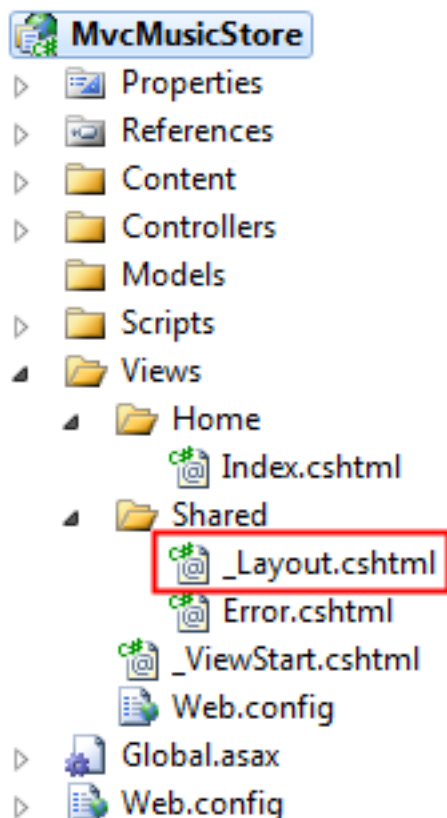 MvcMusicStore
Properties
References
Content
Controllers
Models
Scripts
Views
Home
Index.cshtml
Shared
_Layout.cshtml
Error.cshtml
_ViewStart.cshtml
Web.config
Global.asax
Web.config